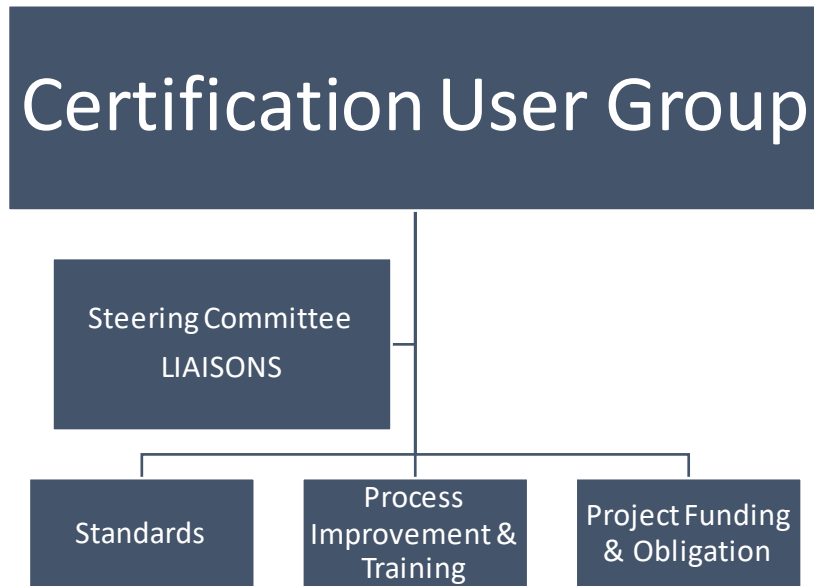 Certification User Group
Steering Committee
LIAISONS
Standards
Process
Improvement &
Training
Project Funding
& Obligation